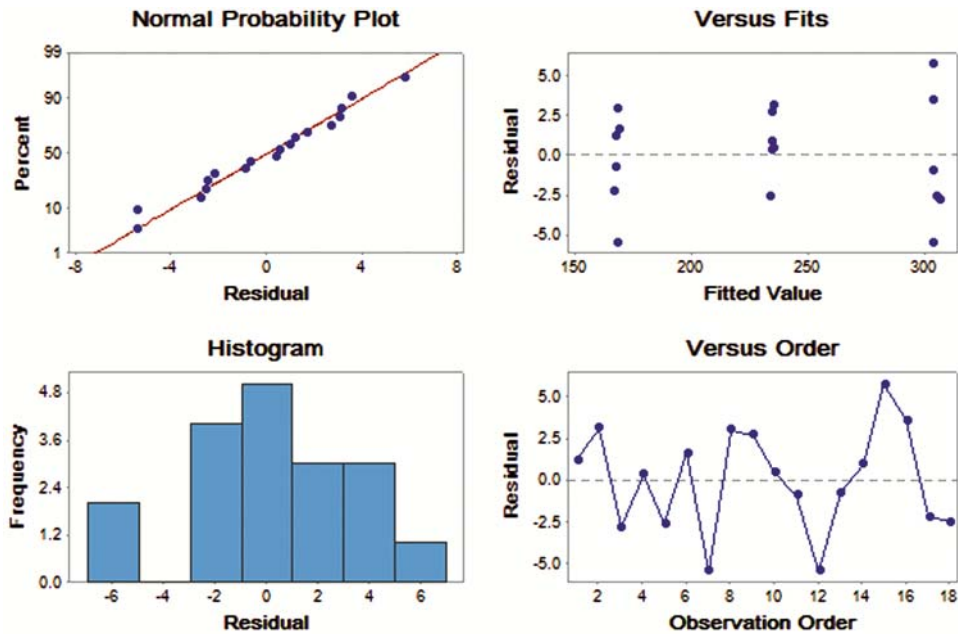 Normal Probability Plot
99
90
50
10
1
Percent
-8 -4 0 4 8
Residual
Versus Fits
5.0
2.5
0.0
-2.5
-5.0
Residual
150 200 250 300
Fitted Value
Histogram
4.8
3.6
2.4
1.2
0.0
Frequency
-6 -4 -2 0 2 4 6
Residual
Versus Order
5.0
2.5
0.0
-2.5
-5.0
Residual
2 4 6 8 10 12 14 16 18
Observation Order